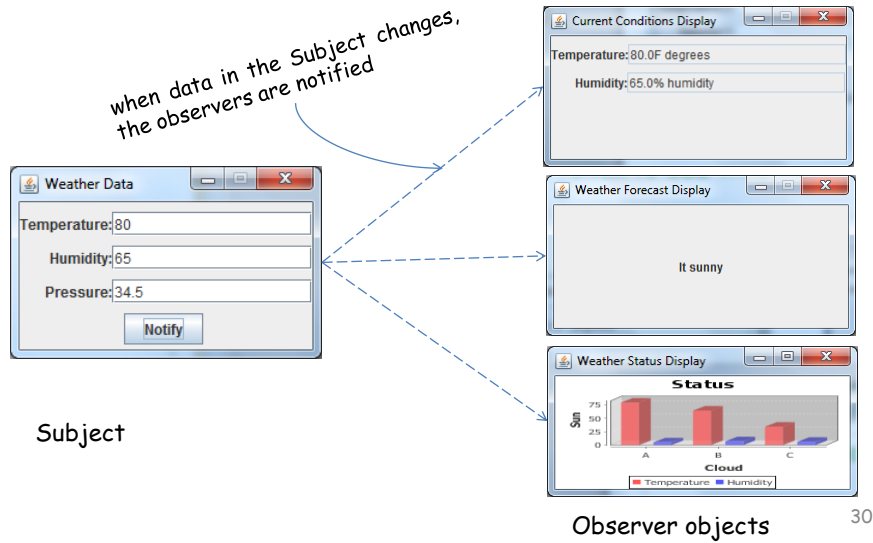 when data in the Subject changes,
the observers are notified
Weather Data
Temperature: 80
Humidity: 65
Pressure: 34.5
Notify
Subject
Current Conditions Display
Temperature: 80.0F degrees
Humidity: 65.0% humidity
Weather Forecast Display
It sunny
Weather Status Display
Status
Sun
75
50
25
0
A B C
Cloud
Temperature Humidity
Observer objects
30